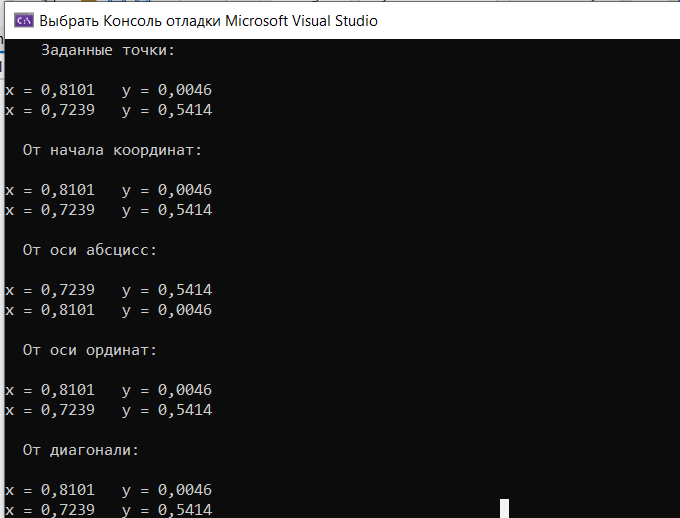 Выбрать Консоль отладки Microsoft Visual Studio
Заданные точки:
x = 0,8101 y = 0,0046
x = 0,7239 y = 0,5414
От начала координат:
x = 0,8101 y = 0,0046
x = 0,7239 y = 0,5414
От оси абсцисс:
x = 0,7239 y = 0,5414
x = 0,8101 y = 0,0046
От оси ординат:
x = 0,8101 y = 0,0046
x = 0,7239 y = 0,5414
От диагонали:
x = 0,8101 y = 0,0046
x = 0,7239 y = 0,5414